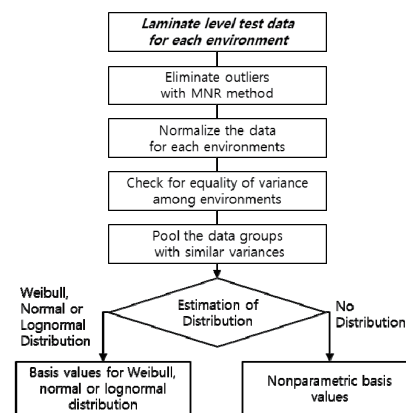 Laminate level test data
for each environment
Eliminate outliers
with MNR method
Normalize the data
for each environments
Check for equality of variance
among environments
Pool the data groups
with similar variances
Estimation of
Distribution
Weibull,
Normal or
Lognormal
Distribution
No
Distribution
Basis values for Weibull,
normal or lognormal
distribution
Nonparametric basis
values